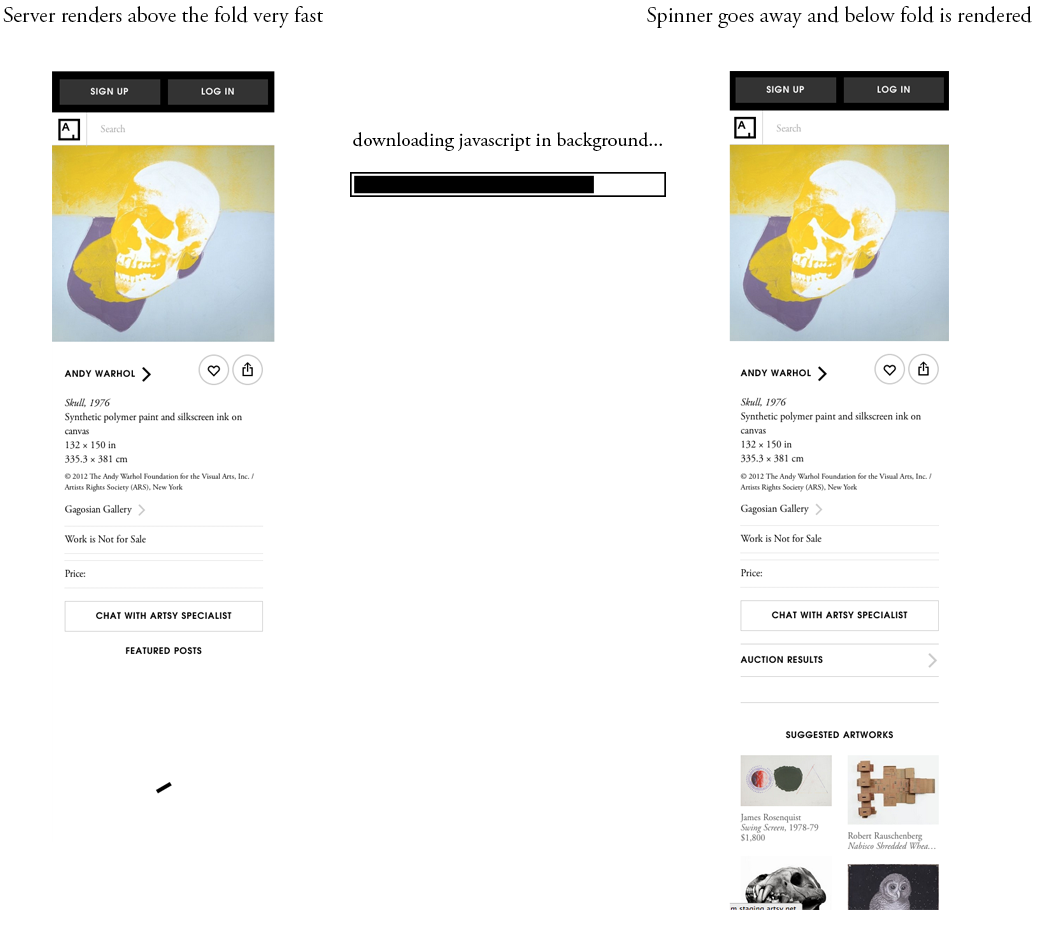 Server renders above the fold very fast
Spinner goes away and below fold is rendered
SIGN UP
LOG IN
A,
Search
ANDY WARHOL
Skull, 1976
Synthetic polymer paint and silkscreen ink on
canvas
132 × 150 in
335.3 × 381 cm
© 2012 The Andy Warhol Foundation for the Visual Arts, Inc. /
Artists Rights Society (ARS), New York
Gagosian Gallery
Work is Not for Sale
Price:
CHAT WITH ARTSY SPECIALIST
FEATURED POSTS
downloading javascript in background...
SIGN UP
LOG IN
A,
Search
ANDY WARHOL
Skull, 1976
Synthetic polymer paint and silkscreen ink on
canvas
132 × 150 in
335.3 × 381 cm
© 2012 The Andy Warhol Foundation for the Visual Arts, Inc. /
Artists Rights Society (ARS), New York
Gagosian Gallery
Work is Not for Sale
Price:
CHAT WITH ARTSY SPECIALIST
AUCTION RESULTS
SUGGESTED ARTWORKS
James Rosenquist
Swing Screen, 1978-79
$1,800
Robert Rauschenberg
Nabisco Shredded Whea...
m.staging.artsy.net